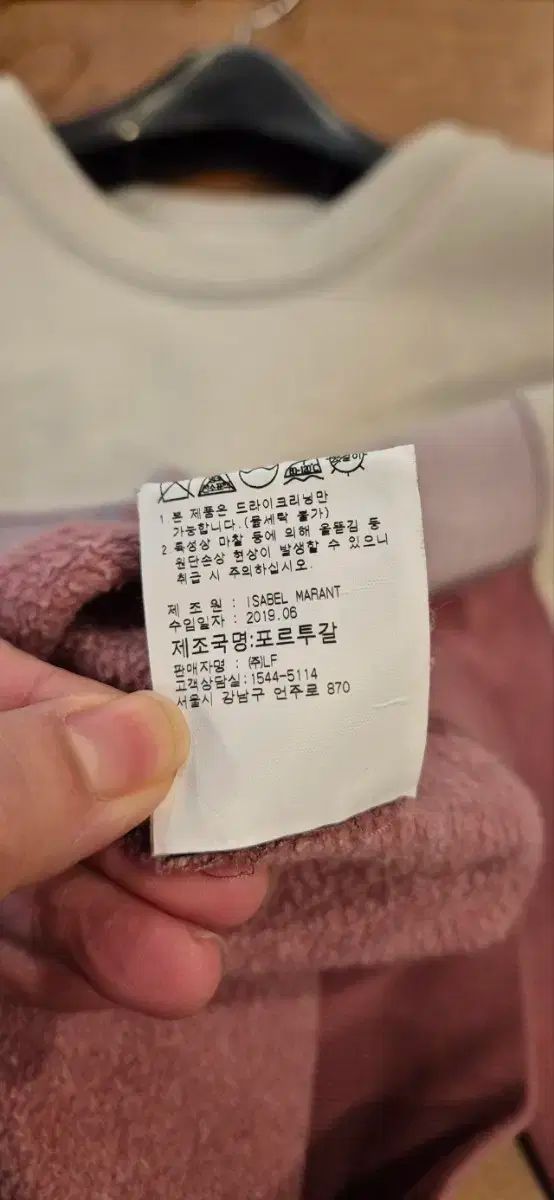 1 본 제품은 드라이크리닝만
가능합니다.(물세탁 불가)
2 특성상 마찰 등에 의해 올뜯김 등
원단손상 현상이 발생할 수 있으니
취급 시 주의하십시오.
제 조 원 : ISABEL MARANT
수입일자 : 2019.06
제조국명:포르투갈
판매자명 : ㈜LF
고객상담실:1544-5114
서울시 강남구 언주로 870